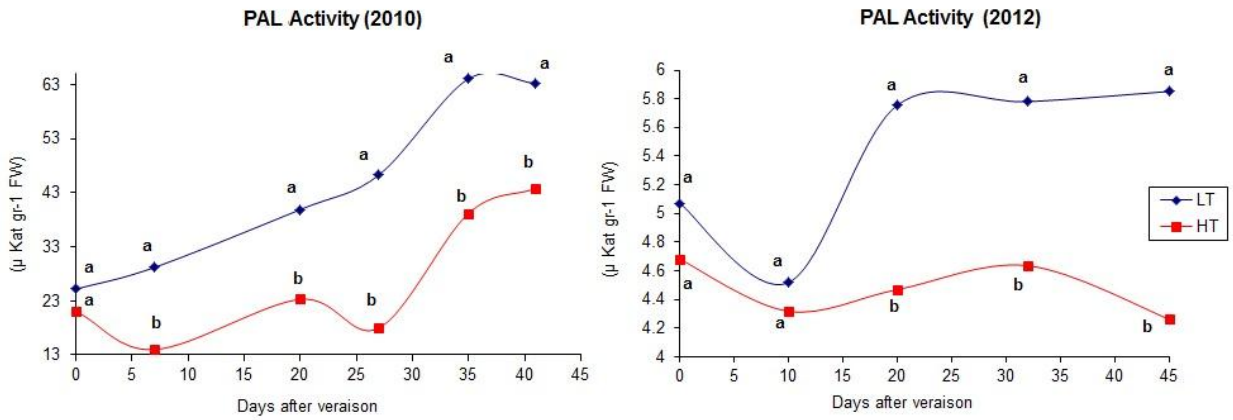 PAL Activity (2010)
(µ Kat gr-1 FW)
63
53
43
33
23
13
a
a
a
a
a
a
a
b
b
b
b
b
0
5
10
15
20
25
30
35
40
45
Days after veraison
PAL Activity (2012)
(µ Kat gr-1 FW)
6
5.8
5.6
5.4
5.2
5
4.8
4.6
4.4
4.2
4
a
a
a
a
a
a
a
b
b
b
0
5
10
15
20
25
30
35
40
45
Days after veraison
LT
HT